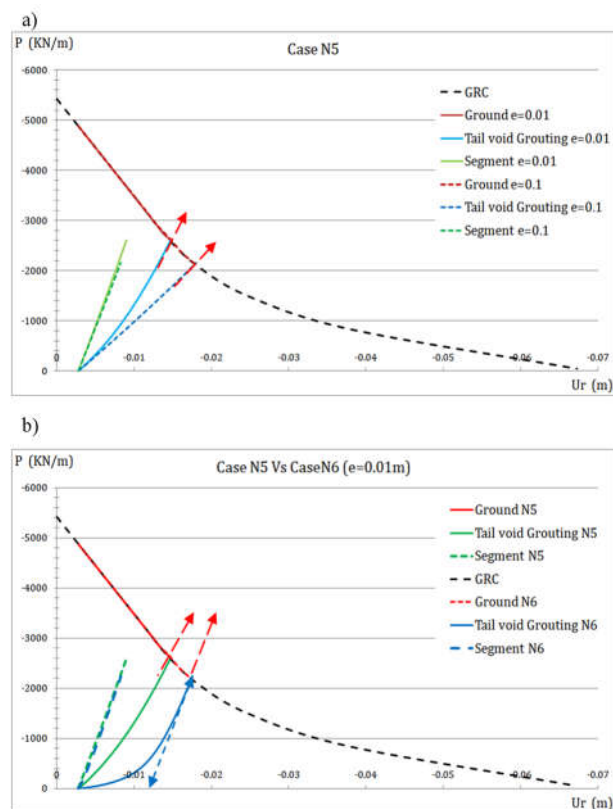 a)
P (KN/m)
Case N5
-6000
-5000
-4000
-3000
-2000
-1000
0
GRC
Ground e=0.01
Tail void Grouting e=0.01
Segment e=0.01
Ground e=0.1
Tail void Grouting e=0.1
Segment e=0.1
0 -0.01 -0.02 -0.03 -0.04 -0.05 -0.06 -0.07
Ur (m)
b)
P (KN/m)
Case N5 Vs CaseN6 (e=0.01m)
-6000
-5000
-4000
-3000
-2000
-1000
0
Ground N5
Tail void Grouting N5
Segment N5
GRC
Ground N6
Tail void Grouting N6
Segment N6
0 -0.01 -0.02 -0.03 -0.04 -0.05 -0.06 -0.07
Ur (m)